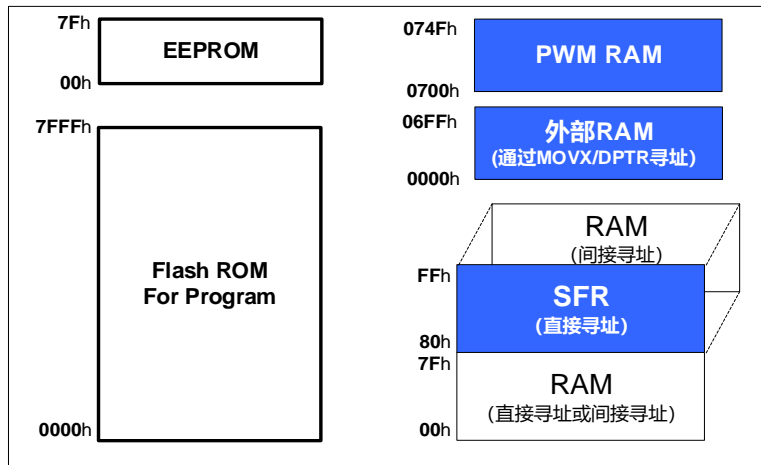 7Fh
EEPROM
00h
7FFFh
Flash ROM
For Program
0000h
074Fh
PWM RAM
0700h
06FFh
外部RAM
(通过MOVX/DPTR寻址)
0000h
RAM
(间接寻址)
FFh
SFR
(直接寻址)
80h
7Fh
RAM
(直接寻址或间接寻址)
00h